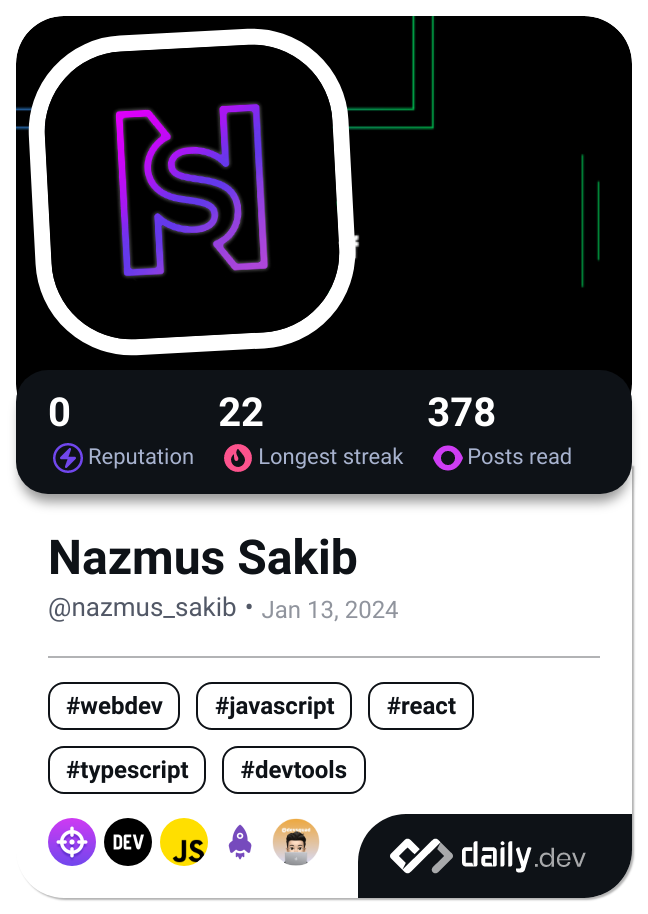 0 22 378
Reputation Longest streak Posts read
Nazmus Sakib
@nazmus_sakib • Jan 13, 2024
#webdev #javascript #react
#typescript #devtools
DEV JS
daily.dev